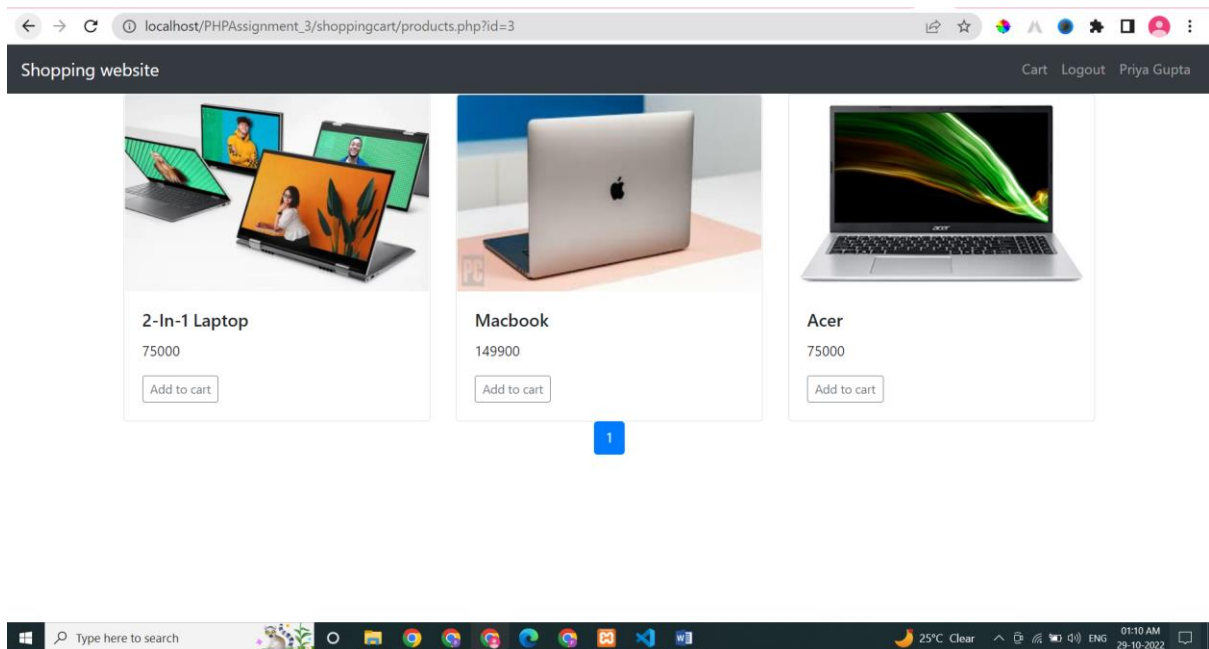 localhost/PHPAssignment_3/shoppingcart/products.php?id=3
Shopping website
Cart Logout Priya Gupta
PC
acer
2-In-1 Laptop
75000
Add to cart
Macbook
149900
Add to cart
Acer
75000
Add to cart
1
Type here to search
25°C Clear
ENG
01:10 AM
29-10-2022